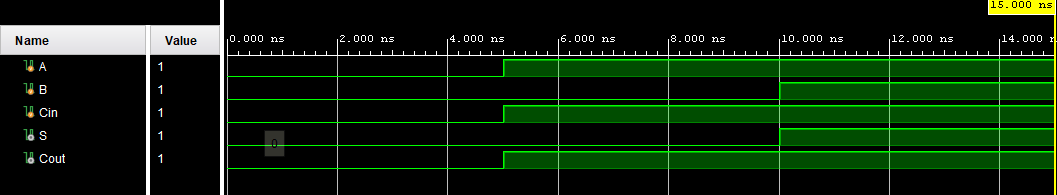 15.000 ns
Name Value 0.000 ns 2.000 ns 4.000 ns 6.000 ns 8.000 ns 10.000 ns 12.000 ns 14.000 n
A 1
B 1
Cin 1
S 1 0
Cout 1